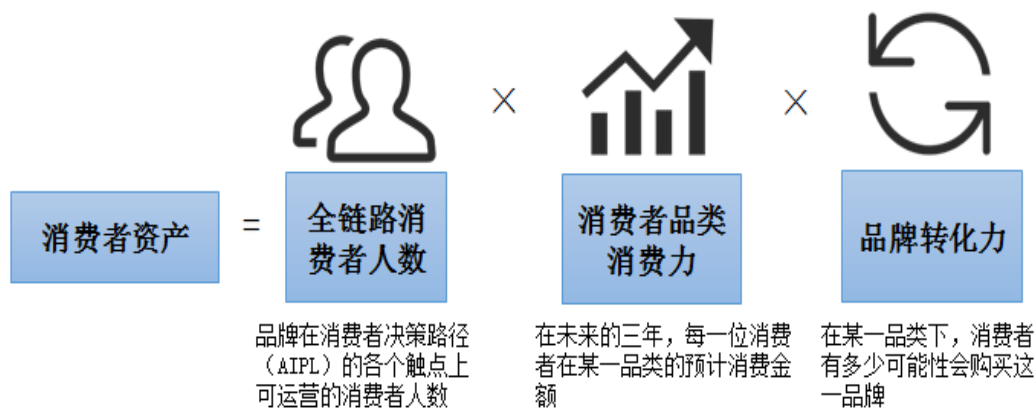 ×
×
消费者资产
=
全链路消
费者人数
消费者品类
消费力
品牌转化力
品牌在消费者决策路径
（AIPL）的各个触点上
可运营的消费者人数
在未来的三年，每一位消费
者在某一品类的预计消费金
额
在某一品类下，消费者
有多少可能性会购买这
一品牌